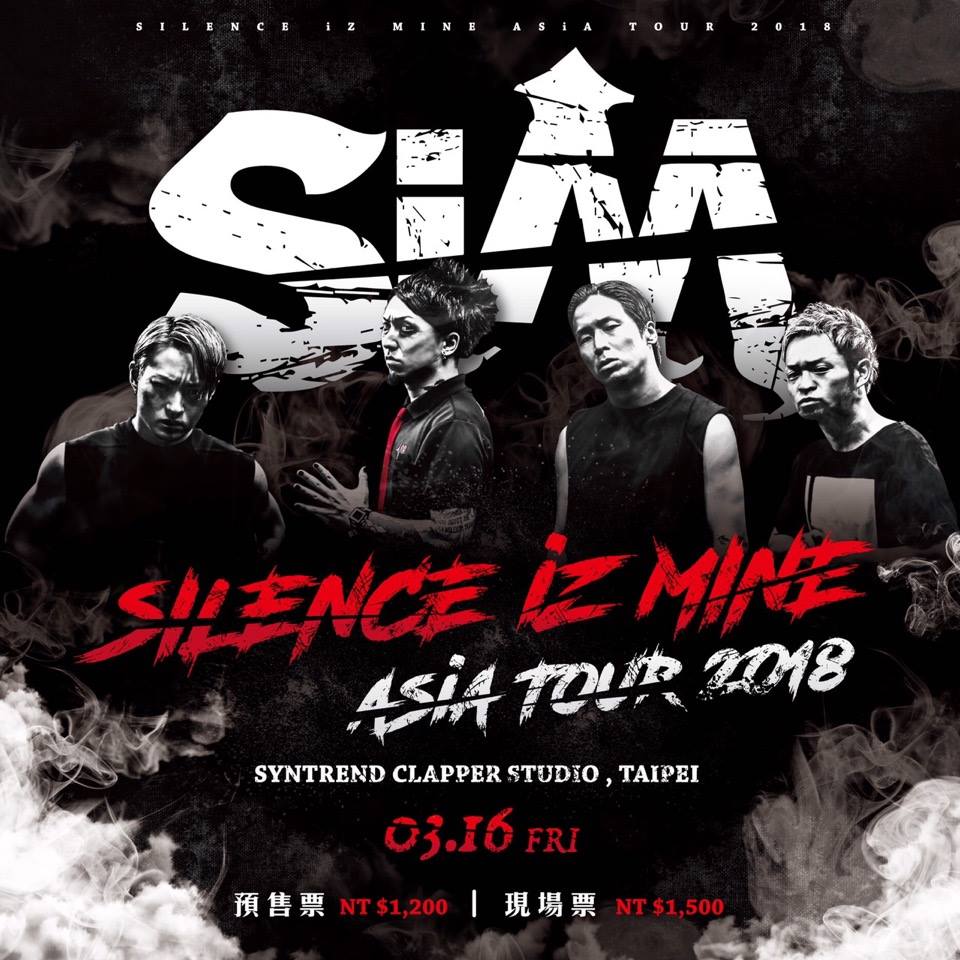 SILENCE iZ MINE ASiA TOUR 2018
SiM
SILENCE iZ MINE
ASiA TOUR 2018
SYNTREND CLAPPER STUDIO , TAIPEI
03.16 FRI
預售票 NT $1,200 | 現場票 NT $1,500